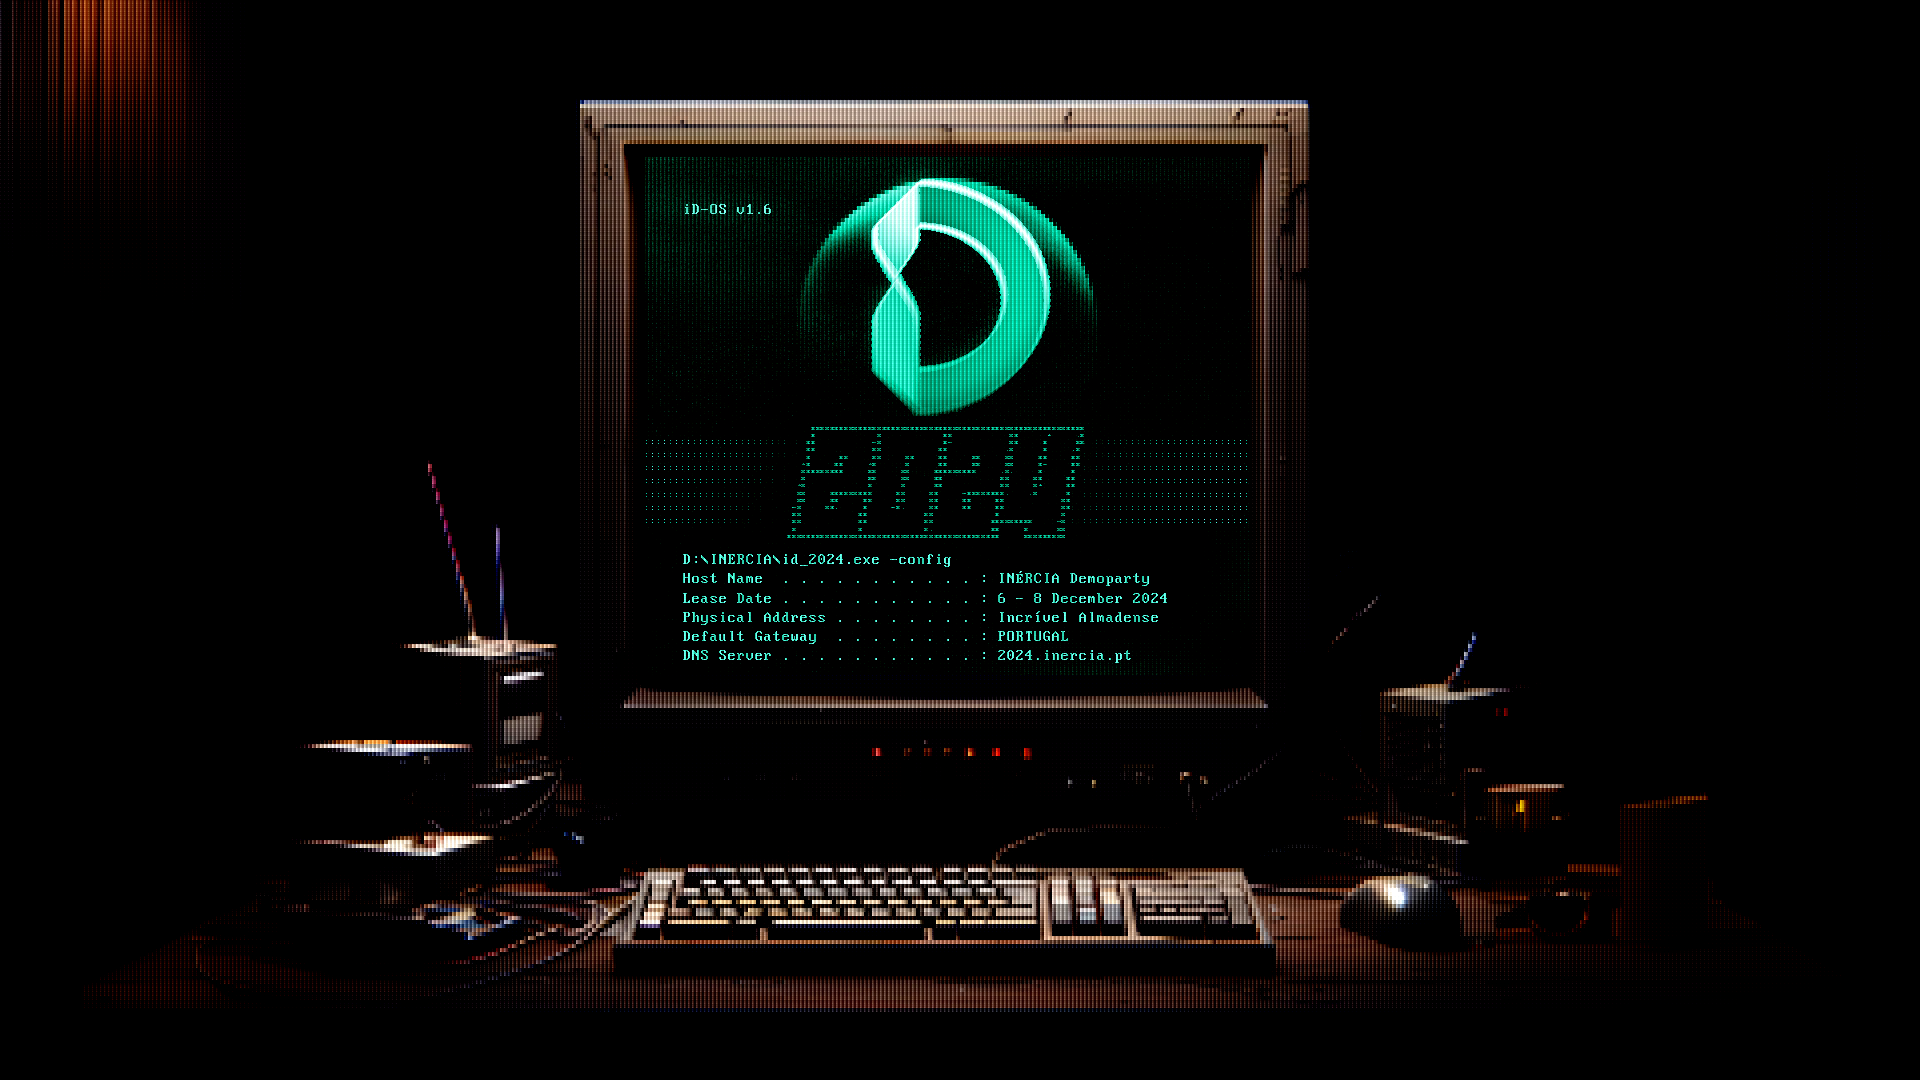 iD-OS v1.6
2024
D:\INERCIA\id_2024.exe -config
Host Name . . . . . . . . . . . : INÉRCIA Demoparty
Lease Date . . . . . . . . . . . : 6 - 8 December 2024
Physical Address . . . . . . . . : Incrível Almadense
Default Gateway . . . . . . . . : PORTUGAL
DNS Server . . . . . . . . . . . : 2024.inercia.pt